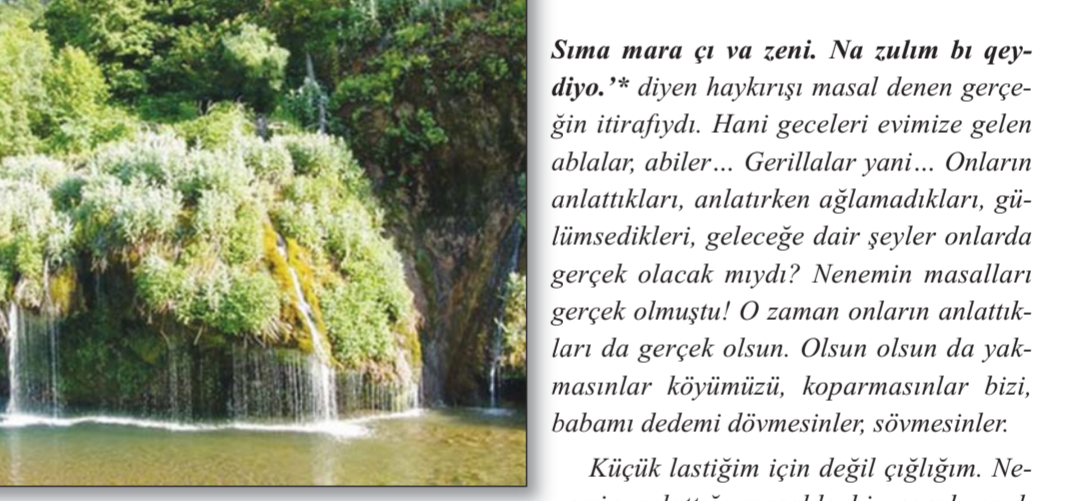 Sıma mara çı va zeni. Na zulım bı qey-
diyo.’* diyen haykırışı masal denen gerçe-
ğin itirafıydı. Hani geceleri evimize gelen
ablalar, abiler... Gerillalar yani... Onların
anlattıkları, anlatırken ağlamadıkları, gü-
lümsedikleri, geleceğe dair şeyler onlarda
gerçek olacak mıydı? Nenemin masalları
gerçek olmuştu! O zaman onların anlattık-
ları da gerçek olsun. Olsun olsun da yak-
masınlar köyümüzü, koparmasınlar bizi,
babamı dedemi dövmesinler, sövmesinler.
Küçük lastiğim için değil çığlığım. Ne-